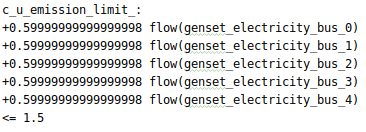 c_u_emission_limit_:
+0.59999999999999998 flow(genset_electricity_bus_0)
+0.59999999999999998 flow(genset_electricity_bus_1)
+0.59999999999999998 flow(genset_electricity_bus_2)
+0.59999999999999998 flow(genset_electricity_bus_3)
+0.59999999999999998 flow(genset_electricity_bus_4)
<= 1.5